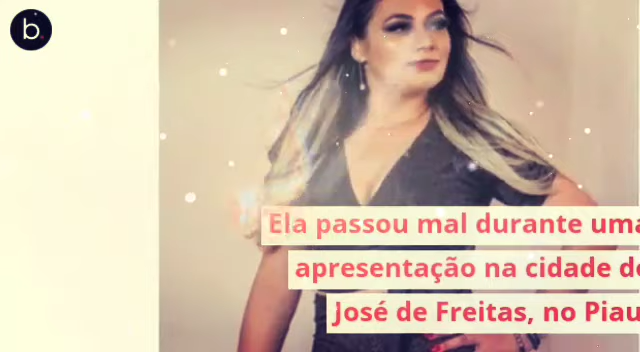 b
Ela passou mal durante uma
apresentação na cidade de
José de Freitas, no Piau